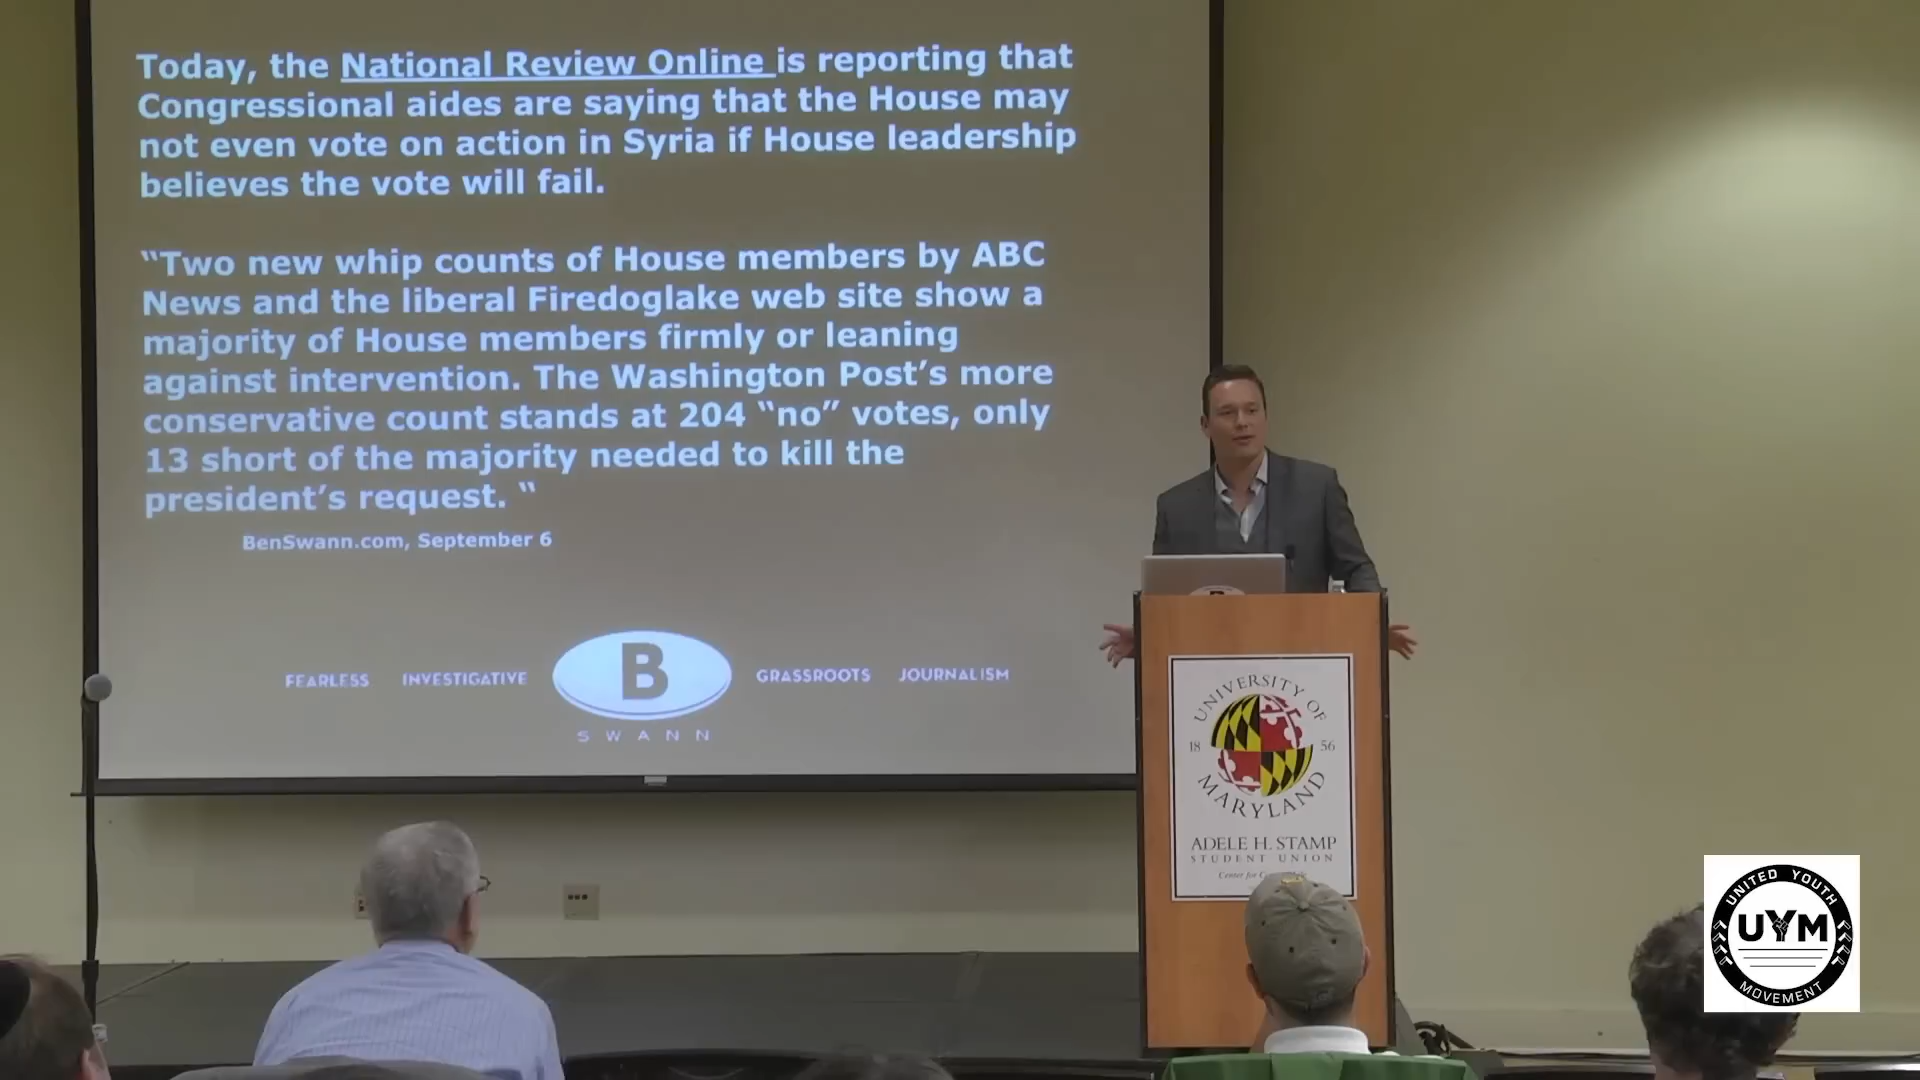 Today, the National Review Online is reporting that
Congressional aides are saying that the House may
not even vote on action in Syria if House leadership
believes the vote will fail.
“Two new whip counts of House members by ABC
News and the liberal Firedoglake web site show a
majority of House members firmly or leaning
against intervention. The Washington Post’s more
conservative count stands at 204 “no” votes, only
13 short of the majority needed to kill the
president’s request. “
BenSwann.com, September 6
FEARLESS INVESTIGATIVE B GRASSROOTS JOURNALISM
SWANN
UNIVERSITY OF
18 56
MARYLAND
ADELE H. STAMP
STUDENT UNION
Center for
UNITED YOUTH
UYM
MOVEMENT